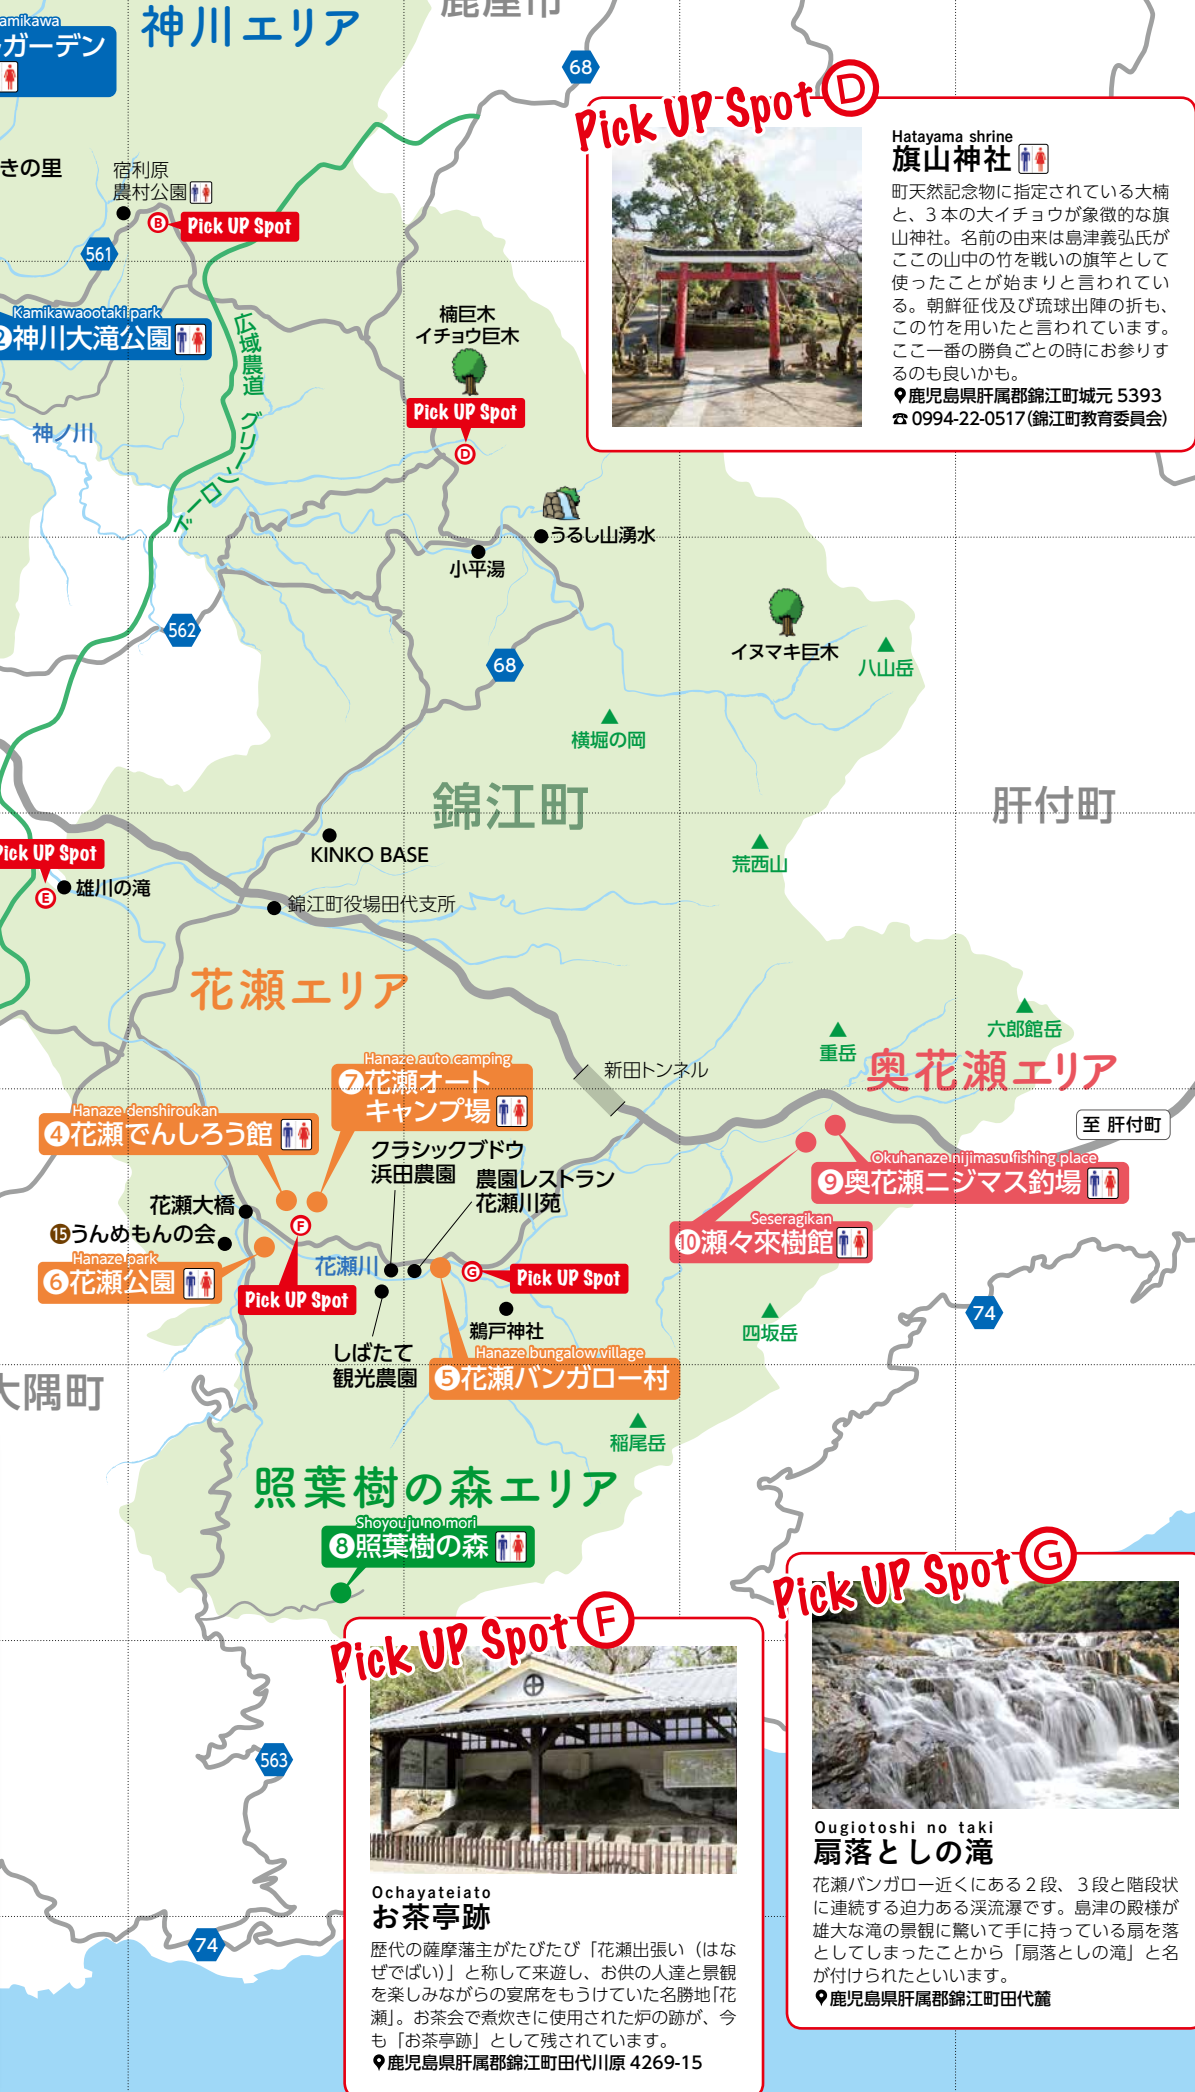 神川エリア
鹿屋市
amikawa
ガーデン
68
Pick UP Spot D
Hatayama shrine
旗山神社
町天然記念物に指定されている大楠
と、３本の大イチョウが象徴的な旗
山神社。名前の由来は島津義弘氏が
ここの山中の竹を戦いの旗竿として
使ったことが始まりと言われてい
る。朝鮮征伐及び琉球出陣の折も、
この竹を用いたと言われています。
ここ一番の勝負ごとの時にお参りす
るのも良いかも。
鹿児島県肝属郡錦江町城元 5393
☎ 0994-22-0517（錦江町教育委員会）
きの里
宿利原
農村公園
B
Pick UP Spot
561
Kamikawaootaki park
❷神川大滝公園
広域農道 グリーンロード
楠巨木
イチョウ巨木
Pick UP Spot
D
神ノ川
うるし山湧水
小平湯
562
68
イヌマキ巨木
八山岳
横堀の岡
錦江町
肝付町
荒西山
KINKO BASE
Pick UP Spot
E
雄川の滝
錦江町役場田代支所
花瀬エリア
六郎館岳
重岳
奥花瀬エリア
新田トンネル
至 肝付町
Hanaze auto camping
❼花瀬オート
キャンプ場
Hanaze denshiroukan
❹花瀬でんしろう館
クラシックブドウ
浜田農園
農園レストラン
花瀬川苑
Okuhanaze nijimasu fishing place
❾奥花瀬ニジマス釣場
Seseragikan
❿瀬々來樹館
花瀬大橋
⓯うんめもんの会
F
Hanaze park
❻花瀬公園
Pick UP Spot
花瀬川
G
Pick UP Spot
鵜戸神社
しばたて
観光農園
Hanaze bungalow village
❺花瀬バンガロー村
四坂岳
74
大隅町
稲尾岳
照葉樹の森エリア
Shoyouju no mori
❽照葉樹の森
563
74
Pick UP Spot F
Ochayateiato
お茶亭跡
歴代の薩摩藩主がたびたび「花瀬出張い（はな
ぜでばい）」と称して来遊し、お供の人達と景観
を楽しみながらの宴席をもうけていた名勝地「花
瀬」。お茶会で煮炊きに使用された炉の跡が、今
も「お茶亭跡」として残されています。
鹿児島県肝属郡錦江町田代川原 4269-15
Pick UP Spot G
Ougiotoshi no taki
扇落としの滝
花瀬バンガロー近くにある２段、３段と階段状
に連続する迫力ある渓流瀑です。島津の殿様が
雄大な滝の景観に驚いて手に持っている扇を落
としてしまったことから「扇落としの滝」と名
が付けられたといいます。
鹿児島県肝属郡錦江町田代麓